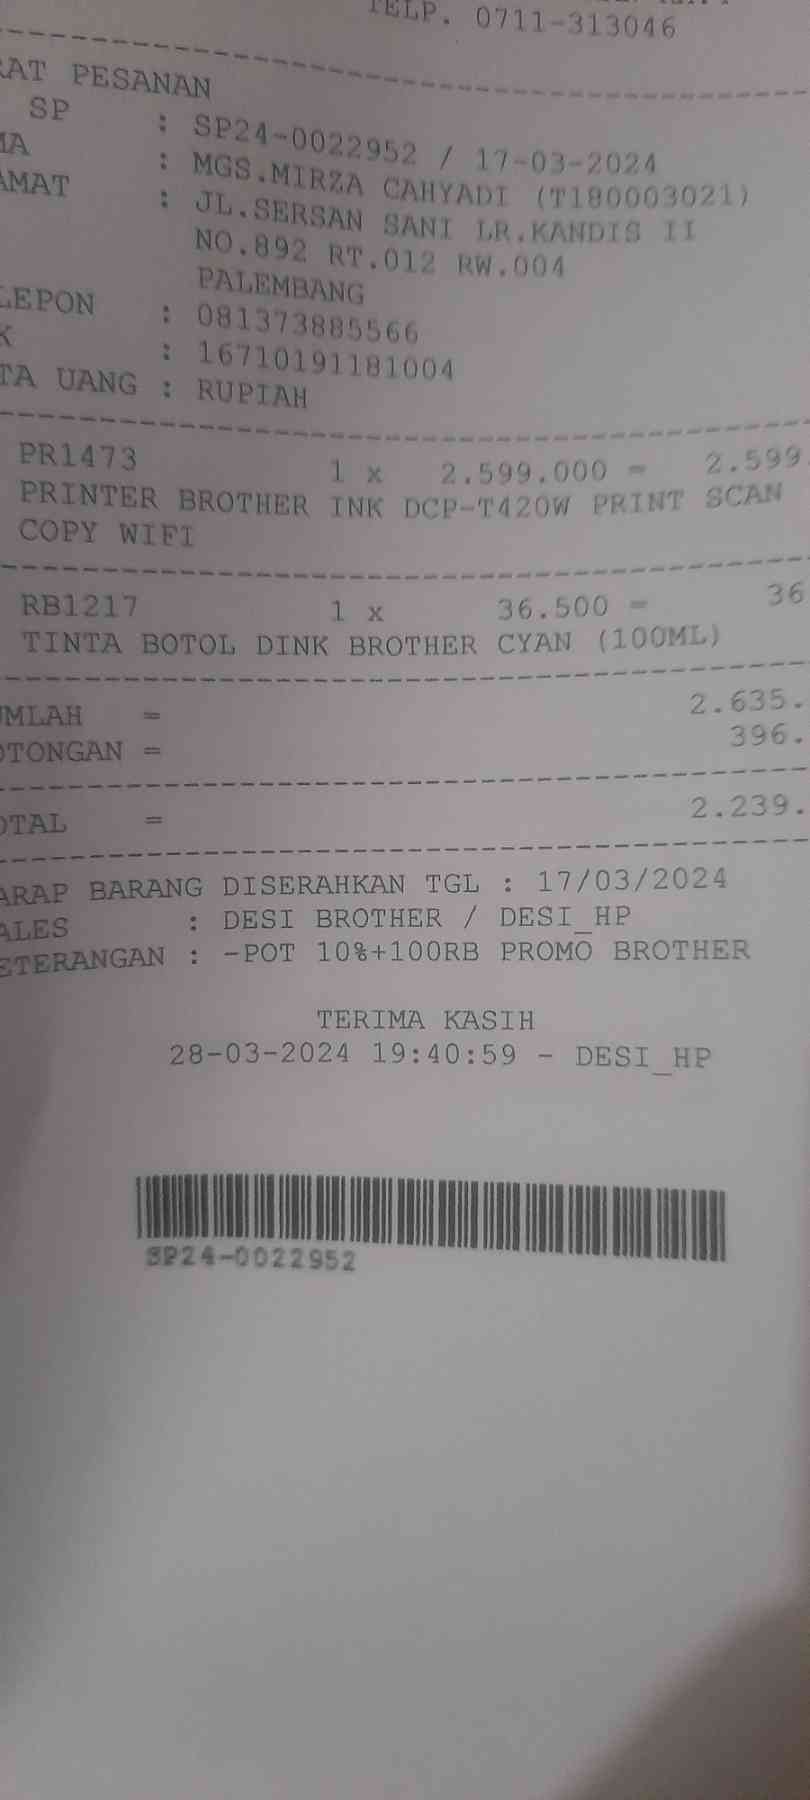 TELP. 0711-313046
RAT PESANAN
SP : SP24-0022952 / 17-03-2024
MA : MGS.MIRZA CAHYADI (T180003021)
AMAT : JL.SERSAN SANI LR.KANDIS II
NO.892 RT.012 RW.004
PALEMBANG
LEPON : 081373885566
K : 16710191181004
TA UANG : RUPIAH
PR1473 1 x 2.599.000 = 2.599
PRINTER BROTHER INK DCP-T420W PRINT SCAN
COPY WIFI
RB1217 1 x 36.500 = 36
TINTA BOTOL DINK BROTHER CYAN (100ML)
UMLAH = 2.635.
OTONGAN = 396.
OTAL = 2.239.
ARAP BARANG DISERAHKAN TGL : 17/03/2024
ALES : DESI BROTHER / DESI_HP
ETERANGAN : -POT 10%+100RB PROMO BROTHER
TERIMA KASIH
28-03-2024 19:40:59 - DESI_HP
SP24-0022952